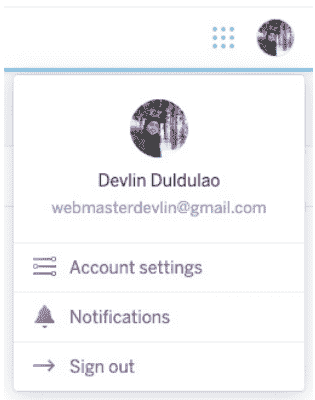 Devlin Duldulao
webmasterdevlin@gmail.com
Account settings
Notifications
Sign out